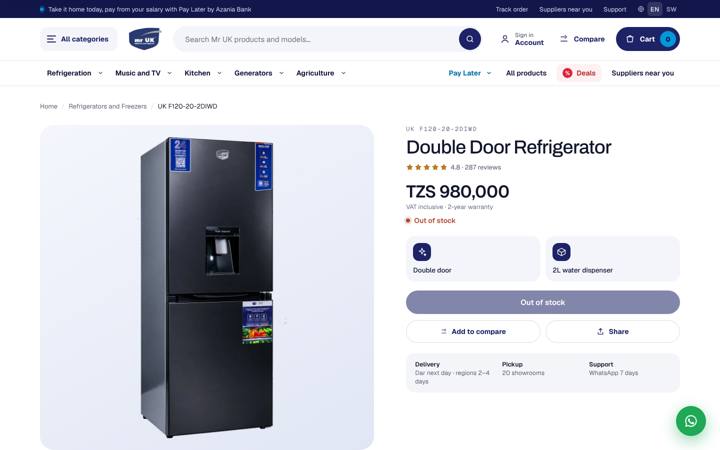 Take it home today, pay from your salary with Pay Later by Azania Bank
Track order
Suppliers near you
Support
EN
SW
All categories
Mr UK
Search Mr UK products and models...
Sign in
Account
Compare
Cart
0
Refrigeration
Music and TV
Kitchen
Generators
Agriculture
Pay Later
All products
Deals
Suppliers near you
Home / Refrigerators and Freezers / UK F120-20-2DIWD
UK F120-20-2DIWD
Double Door Refrigerator
4.8 · 287 reviews
TZS 980,000
VAT inclusive · 2-year warranty
Out of stock
Double door
2L water dispenser
Out of stock
Add to compare
Share
Delivery
Dar next day · regions 2–4
days
Pickup
20 showrooms
Support
WhatsApp 7 days